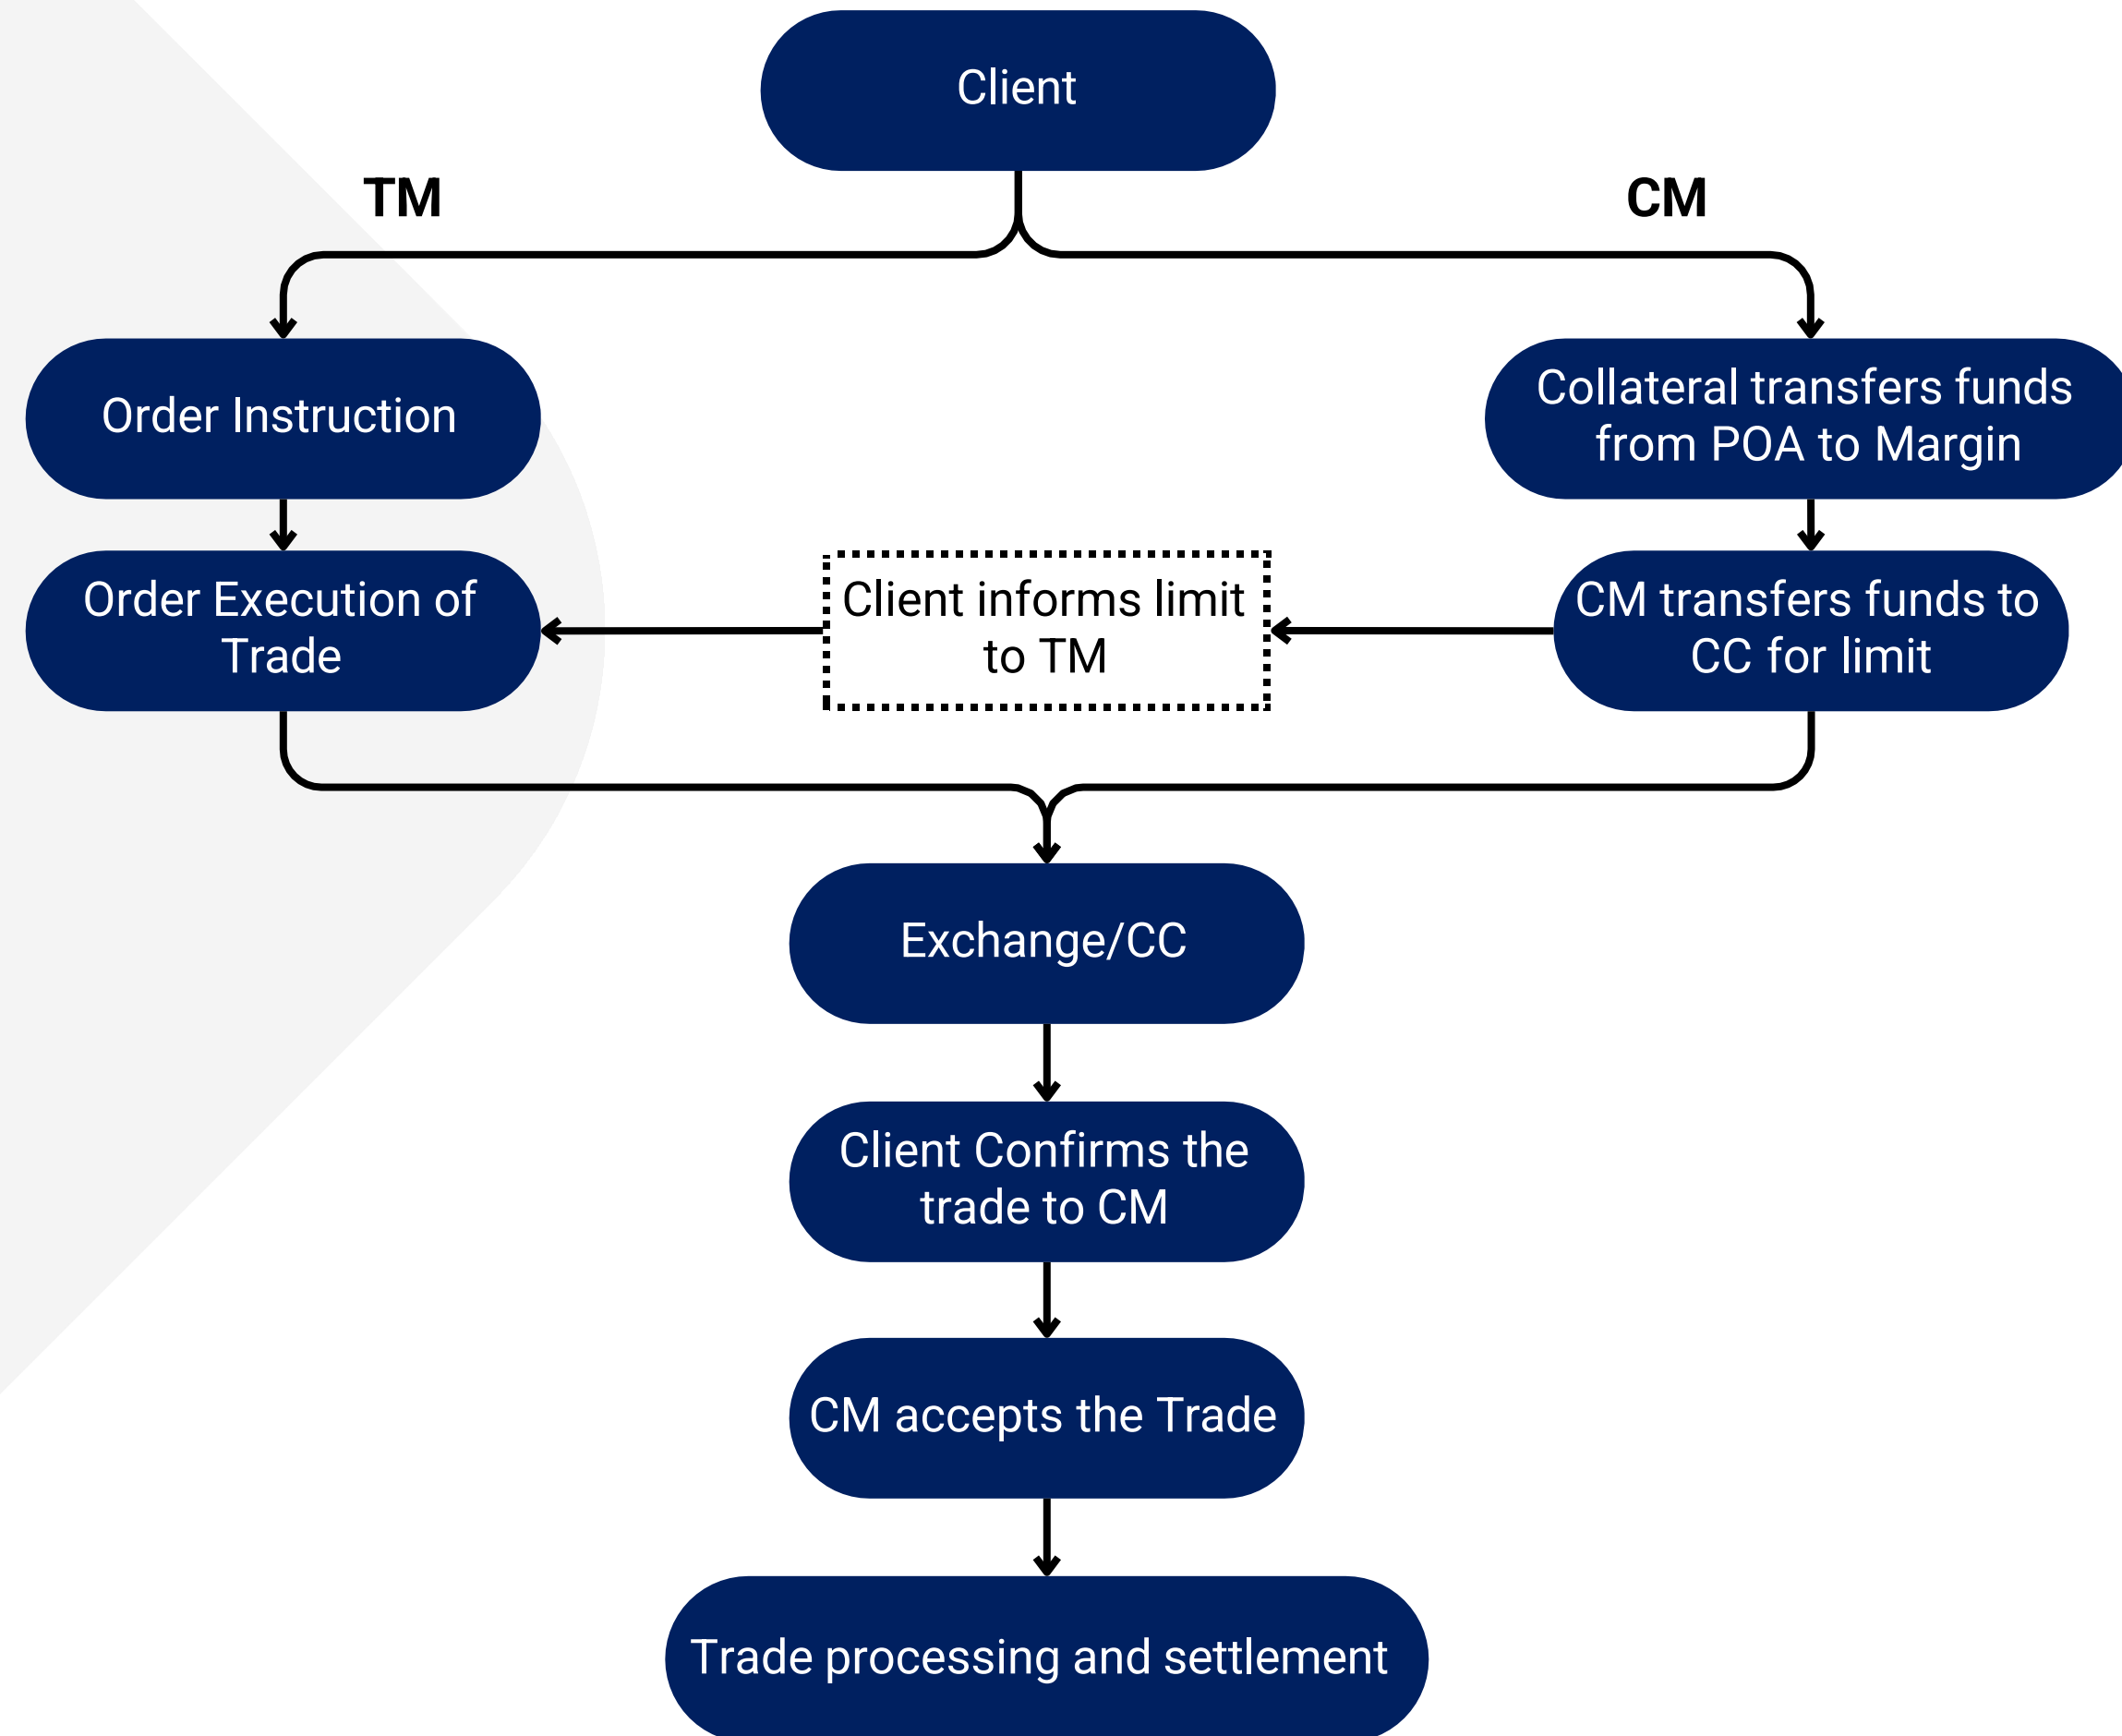 Client
TM
CM
Order Instruction
Collateral transfers funds
from POA to Margin
Order Execution of
Trade
Client informs limit
to TM
CM transfers funds to
CC for limit
Exchange/CC
Client Confirms the
trade to CM
CM accepts the Trade
Trade processing and settlement